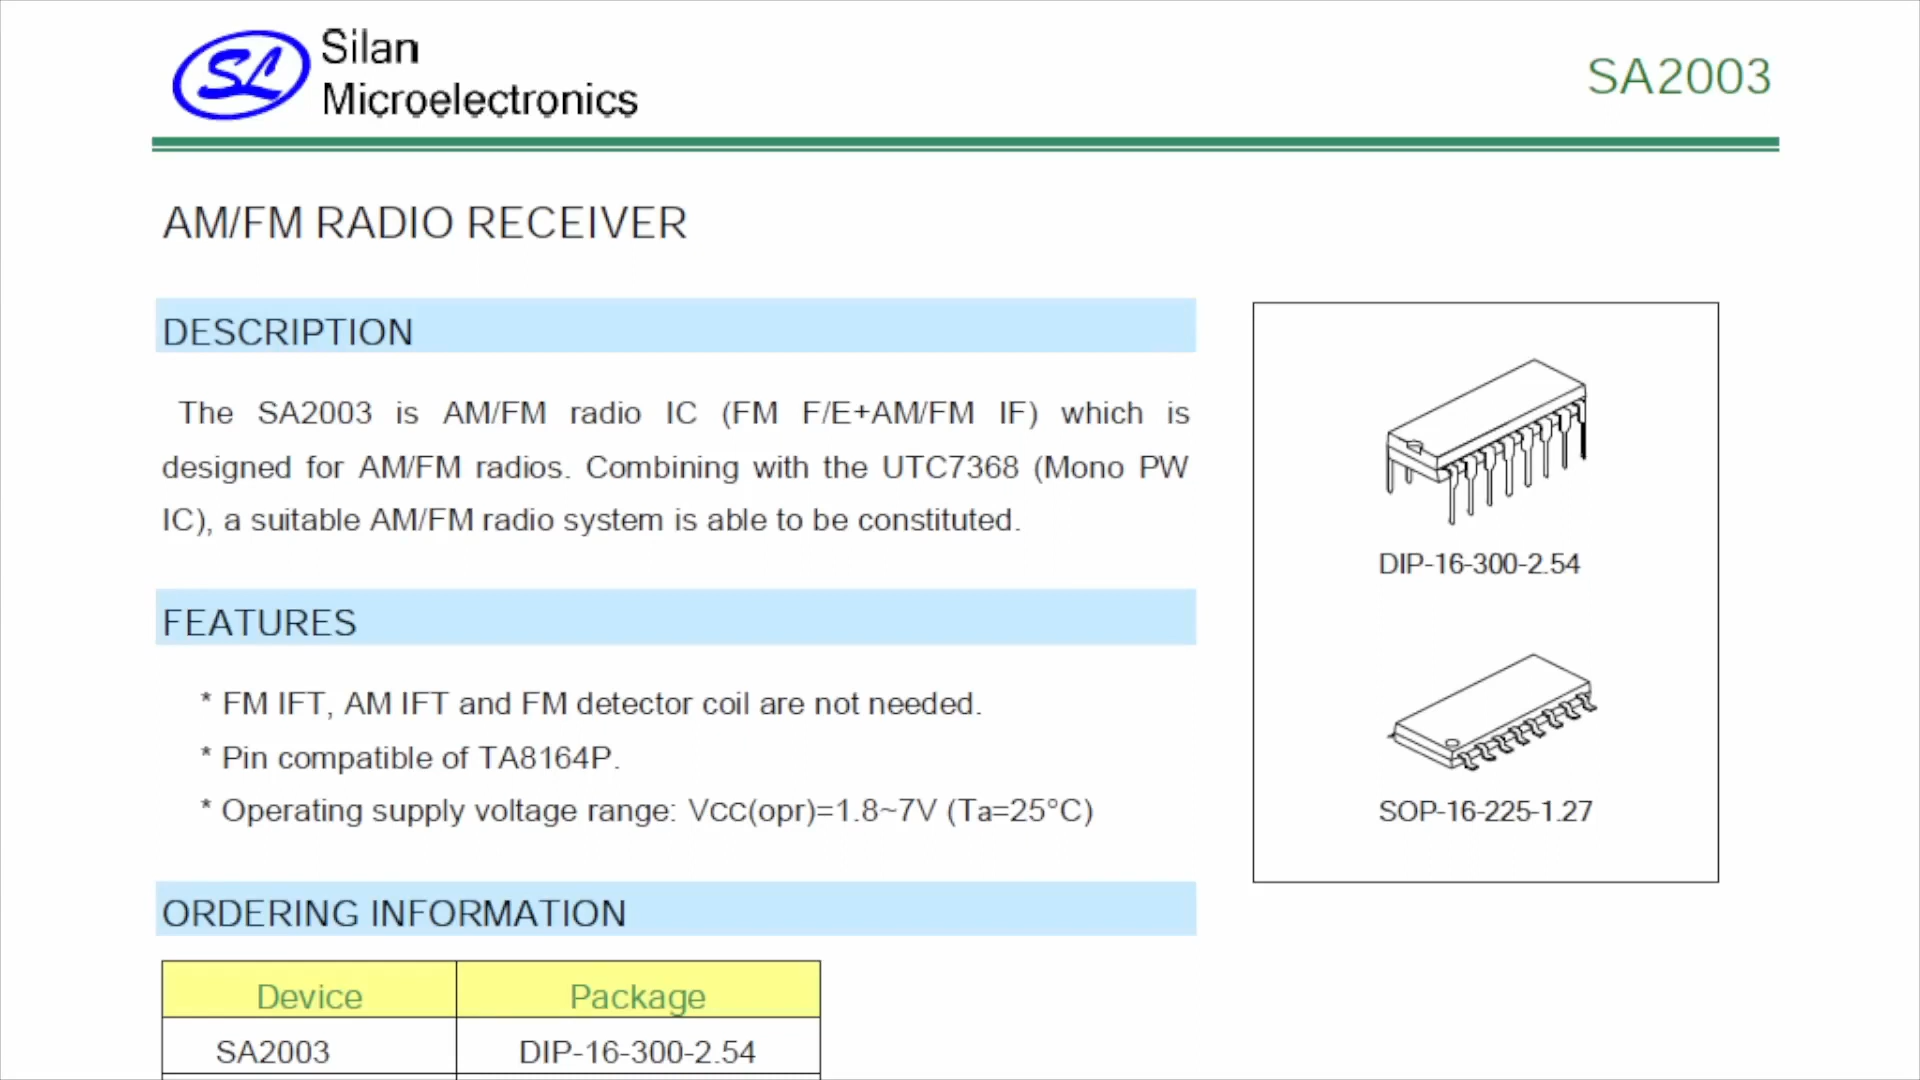 SL Silan
Microelectronics
SA2003
AM/FM RADIO RECEIVER
DESCRIPTION
The SA2003 is AM/FM radio IC (FM F/E+AM/FM IF) which is
designed for AM/FM radios. Combining with the UTC7368 (Mono PW
IC), a suitable AM/FM radio system is able to be constituted.
FEATURES
* FM IFT, AM IFT and FM detector coil are not needed.
* Pin compatible of TA8164P.
* Operating supply voltage range: VCC(opr)=1.8~7V (Ta=25°C)
DIP-16-300-2.54
SOP-16-225-1.27
ORDERING INFORMATION
Device Package
SA2003 DIP-16-300-2.54